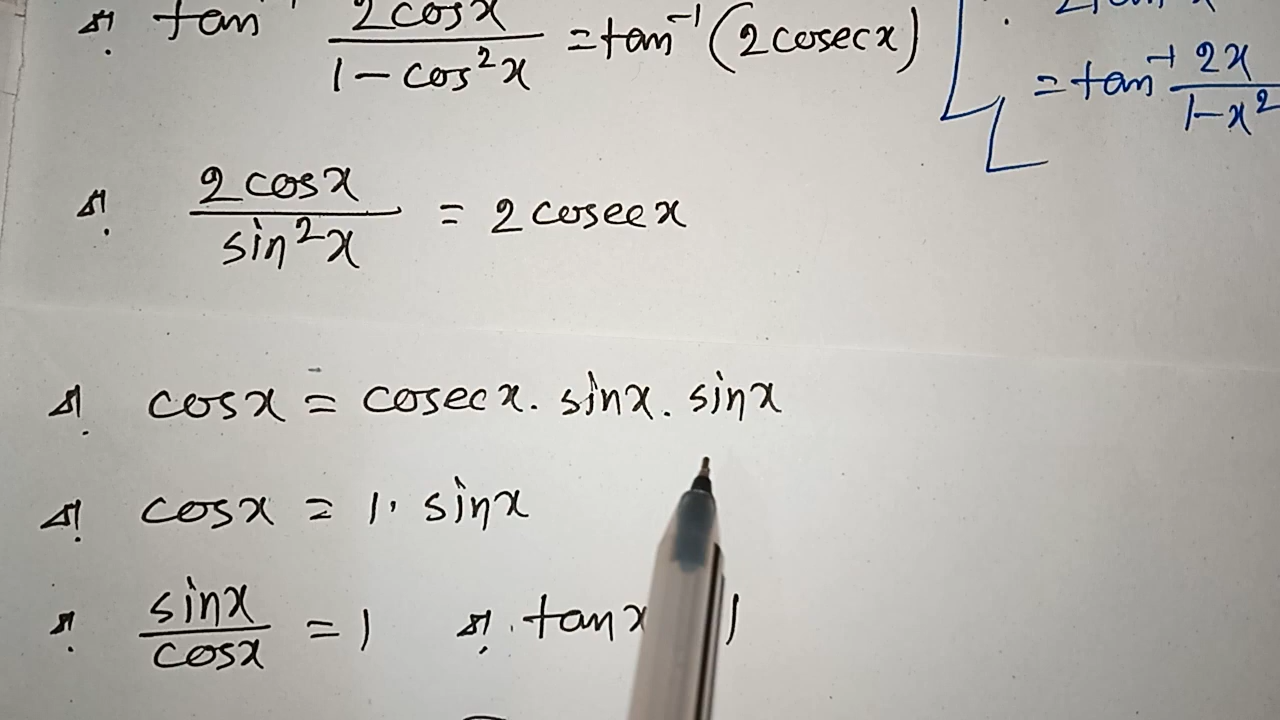 या, tan⁻¹ 2cosx / 1 - cos²x = tan⁻¹ (2cosecx)
= tan⁻¹ 2x / 1-x²
या, 2cosx / sin²x = 2cosecx
या, cosx = cosecx. sinx. sinx
या, cosx = 1. sinx
या, sinx / cosx = 1 या, tanx 1